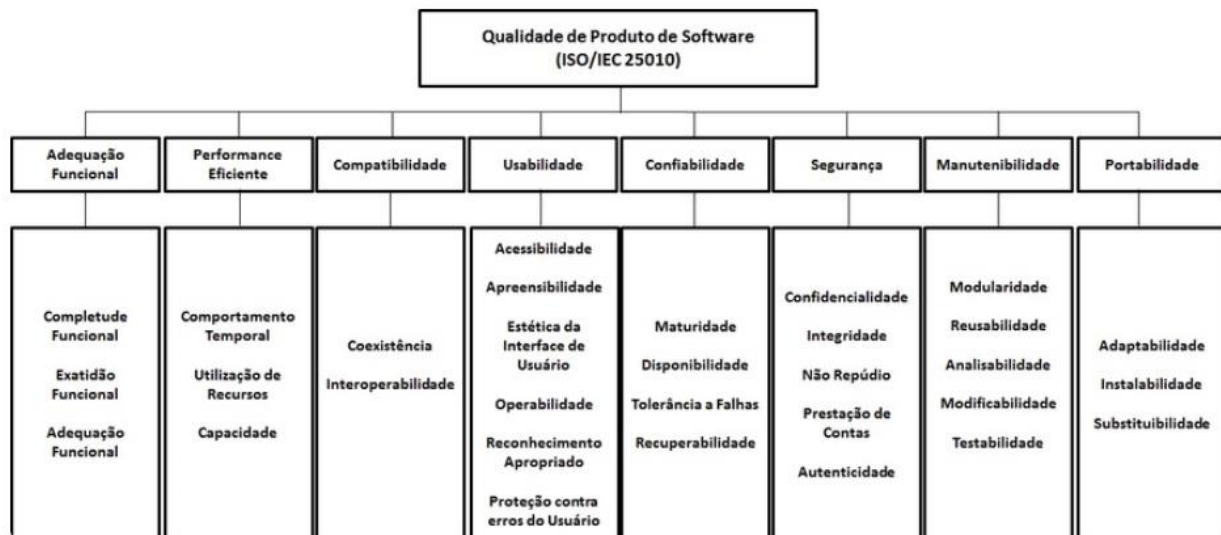 Qualidade de Produto de Software
(ISO/IEC 25010)
Adequação
Funcional
Performance
Eficiente
Compatibilidade
Usabilidade
Confiabilidade
Segurança
Manutenibilidade
Portabilidade
Completude
Funcional
Exatidão
Funcional
Adequação
Funcional
Comportamento
Temporal
Utilização de
Recursos
Capacidade
Coexistência
Interoperabilidade
Acessibilidade
Apreensibilidade
Estética da
Interface de
Usuário
Operabilidade
Reconhecimento
Apropriado
Proteção contra
erros do Usuário
Maturidade
Disponibilidade
Tolerância a Falhas
Recuperabilidade
Confidencialidade
Integridade
Não Repúdio
Prestação de
Contas
Autenticidade
Modularidade
Reusabilidade
Analisabilidade
Modificabilidade
Testabilidade
Adaptabilidade
Instalabilidade
Substituibilidade